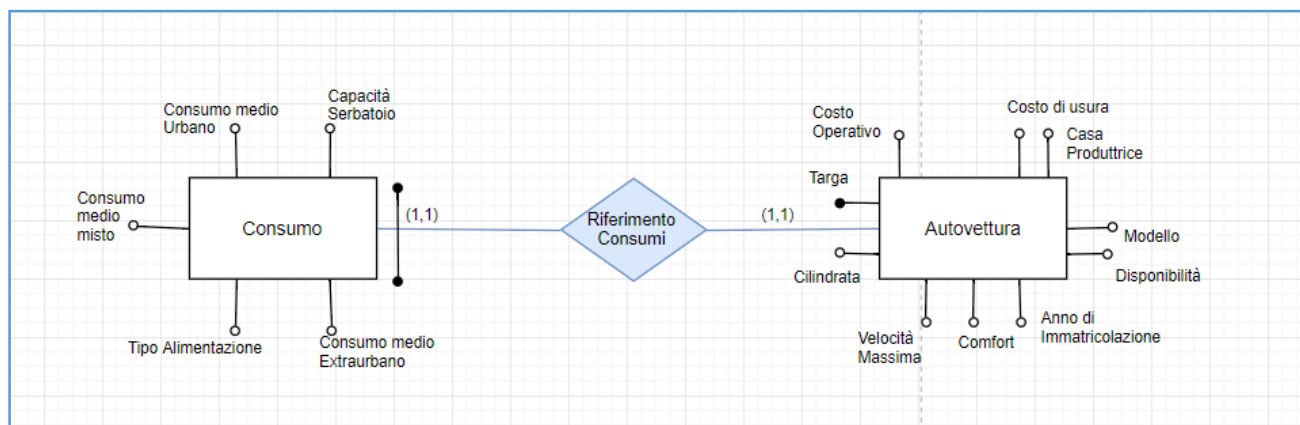 Consumo medio
Urbano
Capacità
Serbatoio
Costo
Operativo
Costo di usura
Casa
Produttrice
Targa
Consumo
medio
misto
Consumo
(1,1)
Riferimento
Consumi
(1,1)
Autovettura
Modello
Cilindrata
Disponibilità
Tipo Alimentazione
Consumo medio
Extraurbano
Velocità
Massima
Comfort
Anno di
Immatricolazione